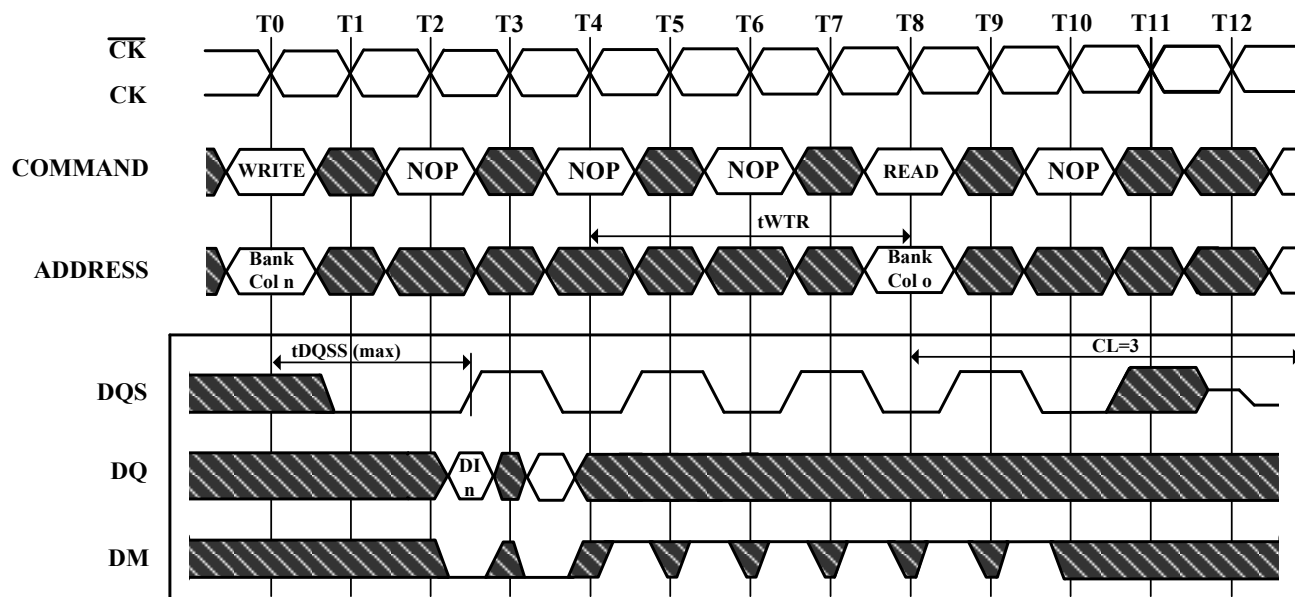 T0 T1 T2 T3 T4 T5 T6 T7 T8 T9 T10 T11 T12
CK
CK
COMMAND WRITE NOP NOP NOP READ NOP
tWTR
ADDRESS Bank Col n Bank Col o
tDQSS (max) CL=3
DQS
DQ DI n
DM